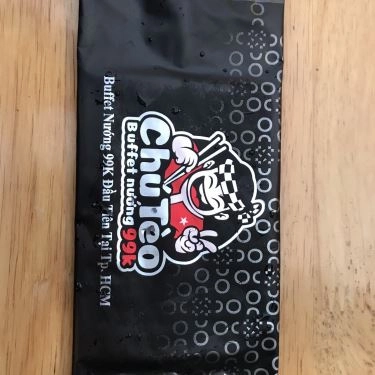 Chú Tèo
Buffet nướng 99k
Buffet Nướng 99K Đầu Tiên Tại Tp. HCM